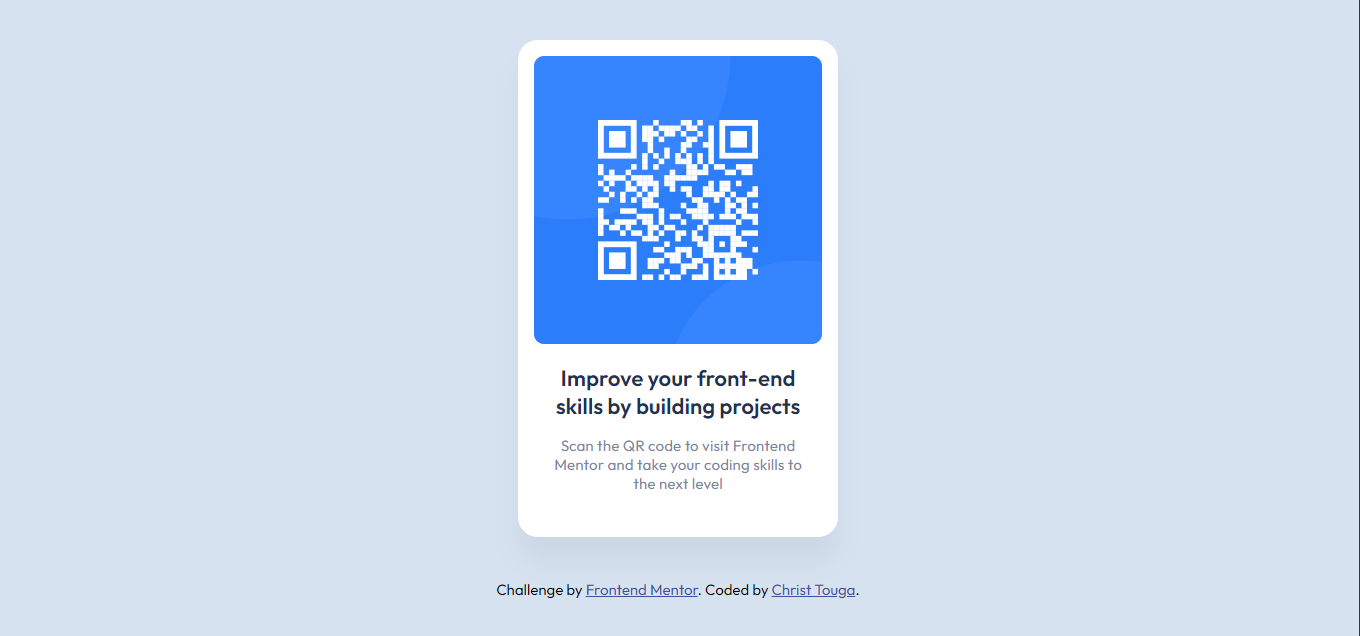 Improve your front-end
skills by building projects
Scan the QR code to visit Frontend
Mentor and take your coding skills to
the next level
Challenge by Frontend Mentor. Coded by Christ Touga.